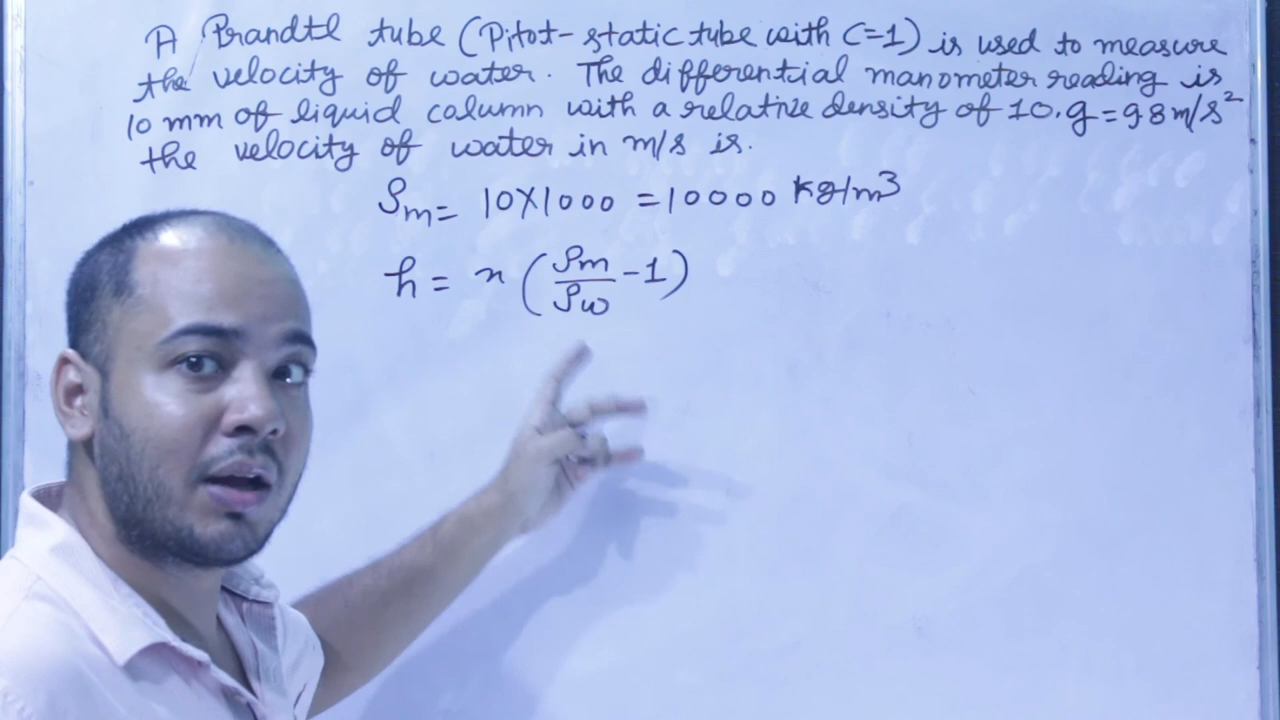 A Prandtl tube (Pitot-static tube with C=1) is used to measure
the velocity of water. The differential manometer reading is
10 mm of liquid column with a relative density of 10. g=9.8 m/s²
the velocity of water in m/s is.
ρm = 10X1000 = 10000 kg/m³
h = x (ρm/ρw - 1)